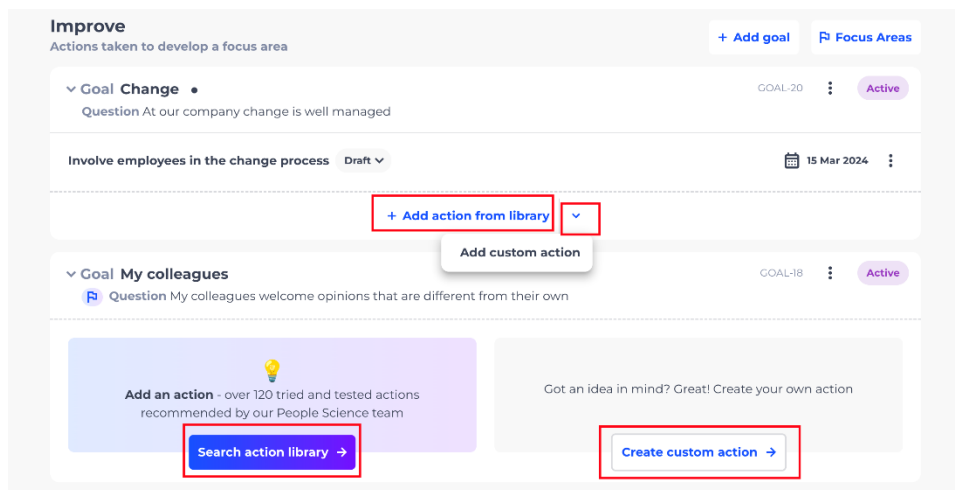 Improve
Actions taken to develop a focus area
+ Add goal
Focus Areas
Goal Change
GOAL-20
Active
Question At our company change is well managed
Involve employees in the change process
Draft
15 Mar 2024
+ Add action from library
Add custom action
Goal My colleagues
GOAL-18
Active
Question My colleagues welcome opinions that are different from their own
Add an action - over 120 tried and tested actions
recommended by our People Science team
Search action library →
Got an idea in mind? Great! Create your own action
Create custom action →